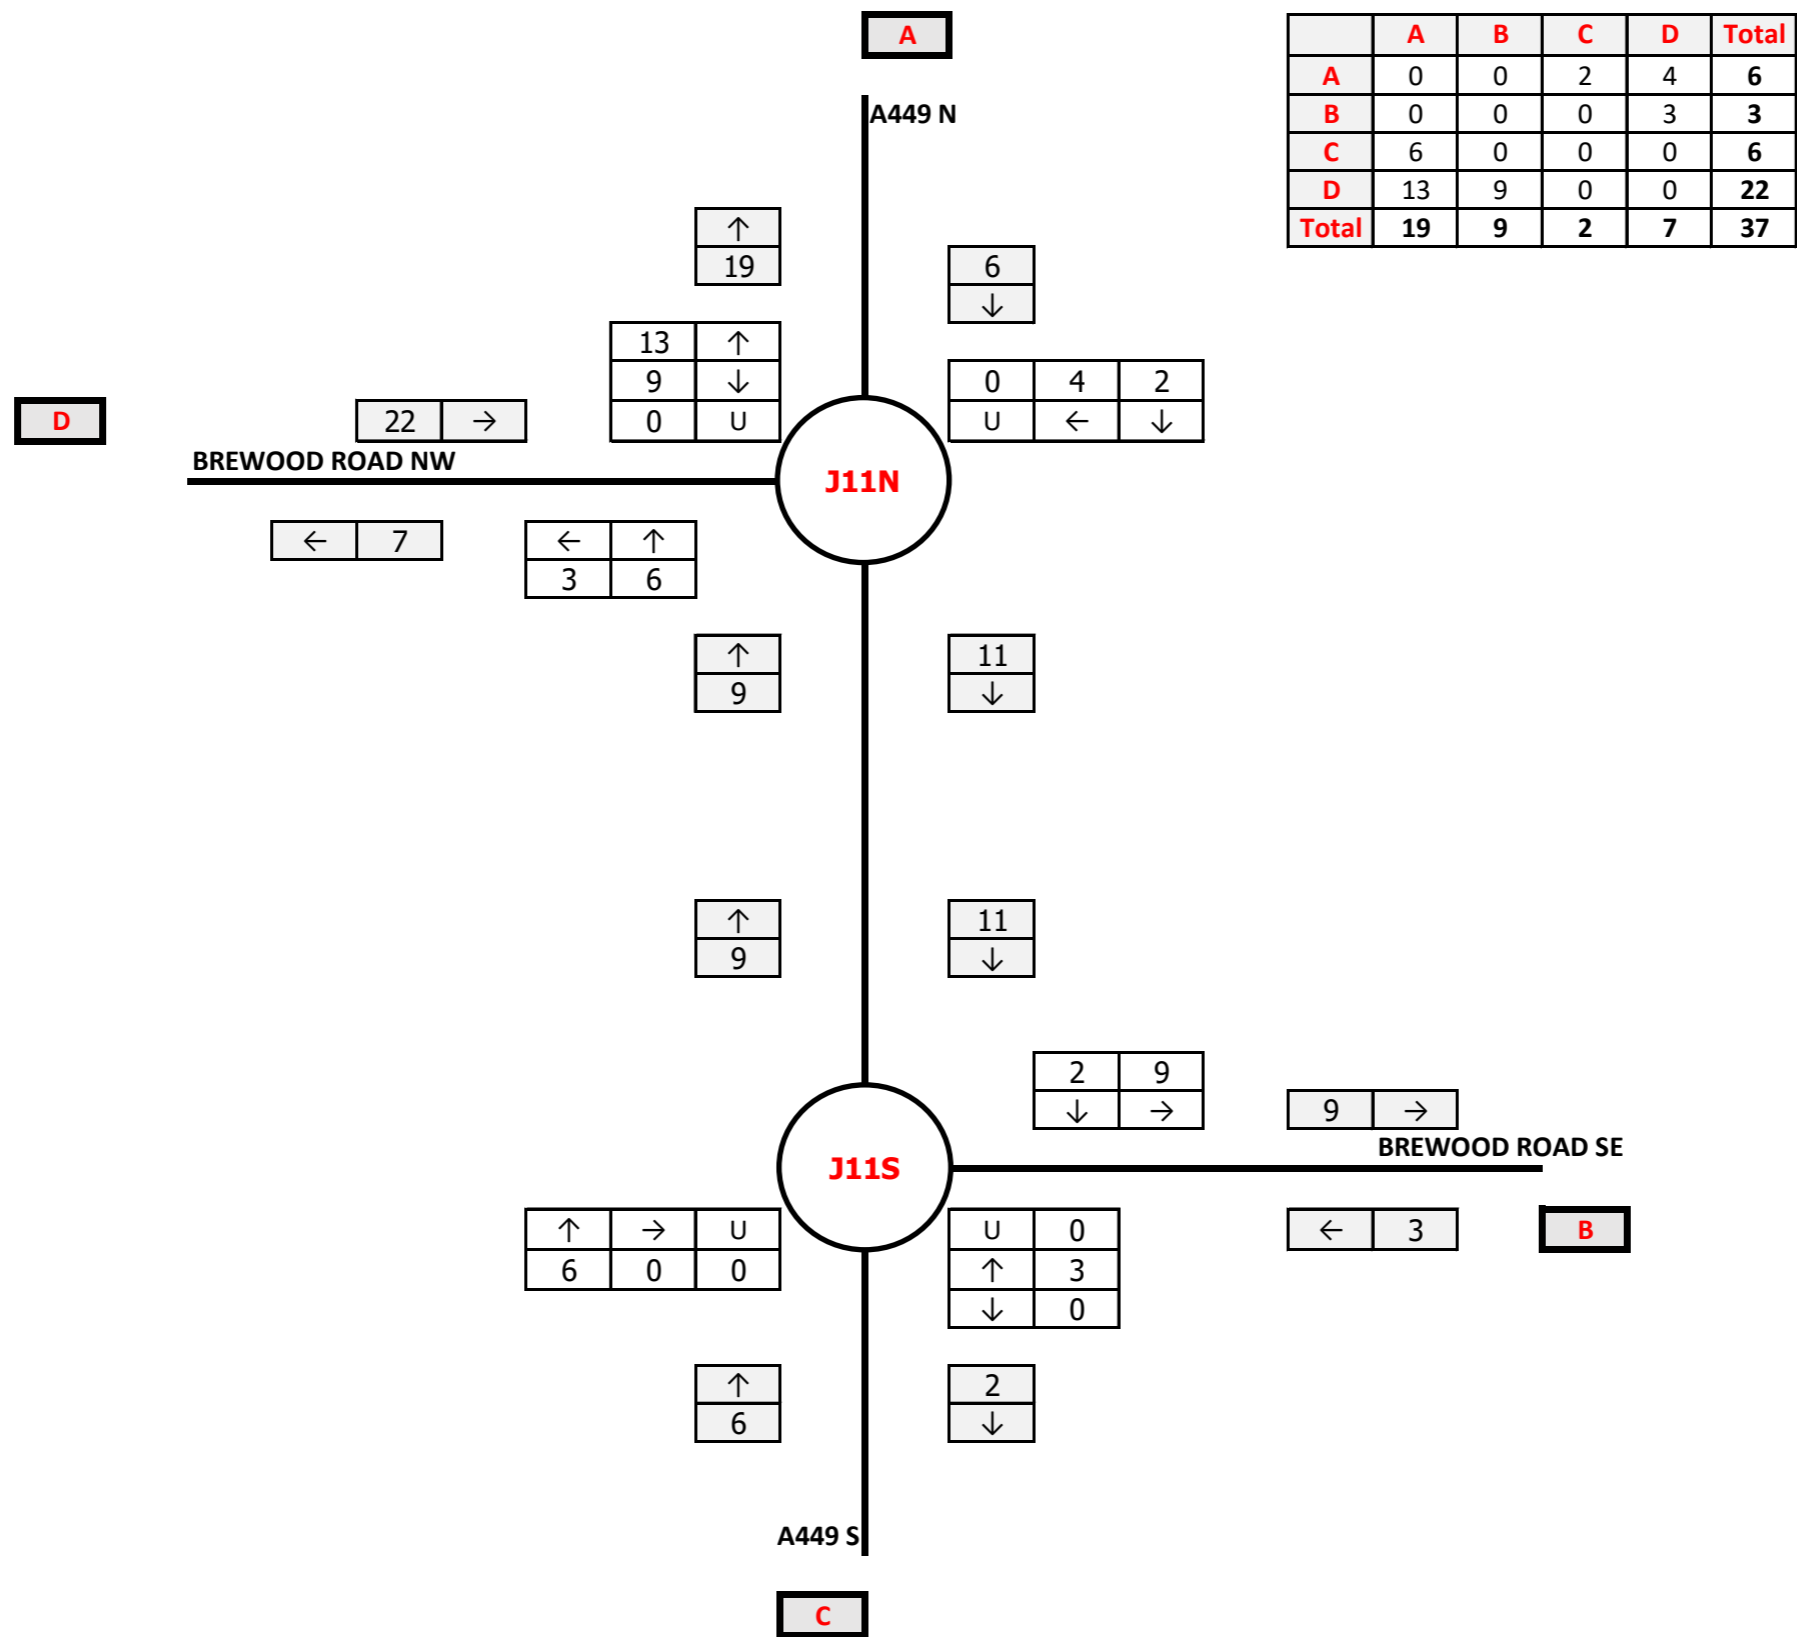 A
A B C D Total
A 0 0 2 4 6
B 0 0 0 3 3
C 6 0 0 0 6
D 13 9 0 0 22
Total 19 9 2 7 37
A449 N
↑
19
6
↓
13 ↑
9 ↓
0 U
0 4 2
U ← ↓
D
22 →
BREWOOD ROAD NW
J11N
← 7
← ↑
3 6
↑
9
11
↓
↑
9
11
↓
2 9
↓ →
9 →
BREWOOD ROAD SE
J11S
↑ → U
6 0 0
U 0
↑ 3
↓ 0
← 3
B
↑
6
2
↓
A449 S
C